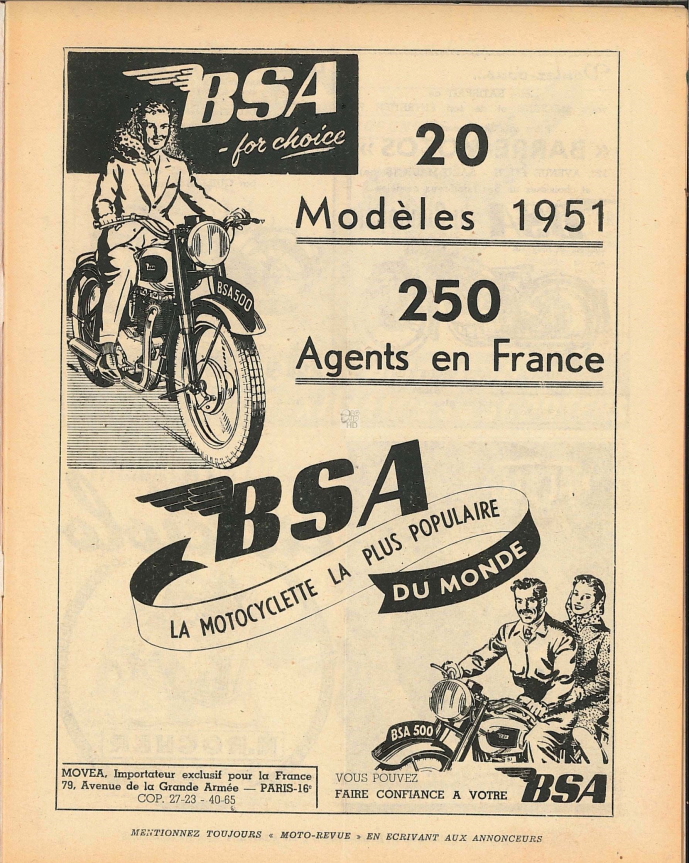 BSA
- for choice
20
Modèles 1951
250
Agents en France
BSA 500
BSA
LA MOTOCYCLETTE LA PLUS POPULAIRE
DU MONDE
BSA 500
MOVEA, Importateur exclusif pour la France
79, Avenue de la Grande Armée — PARIS-16e
COP. 27-23 - 40-65
VOUS POUVEZ
FAIRE CONFIANCE A VOTRE BSA
MENTIONNEZ TOUJOURS « MOTO-REVUE » EN ECRIVANT AUX ANNONCEURS